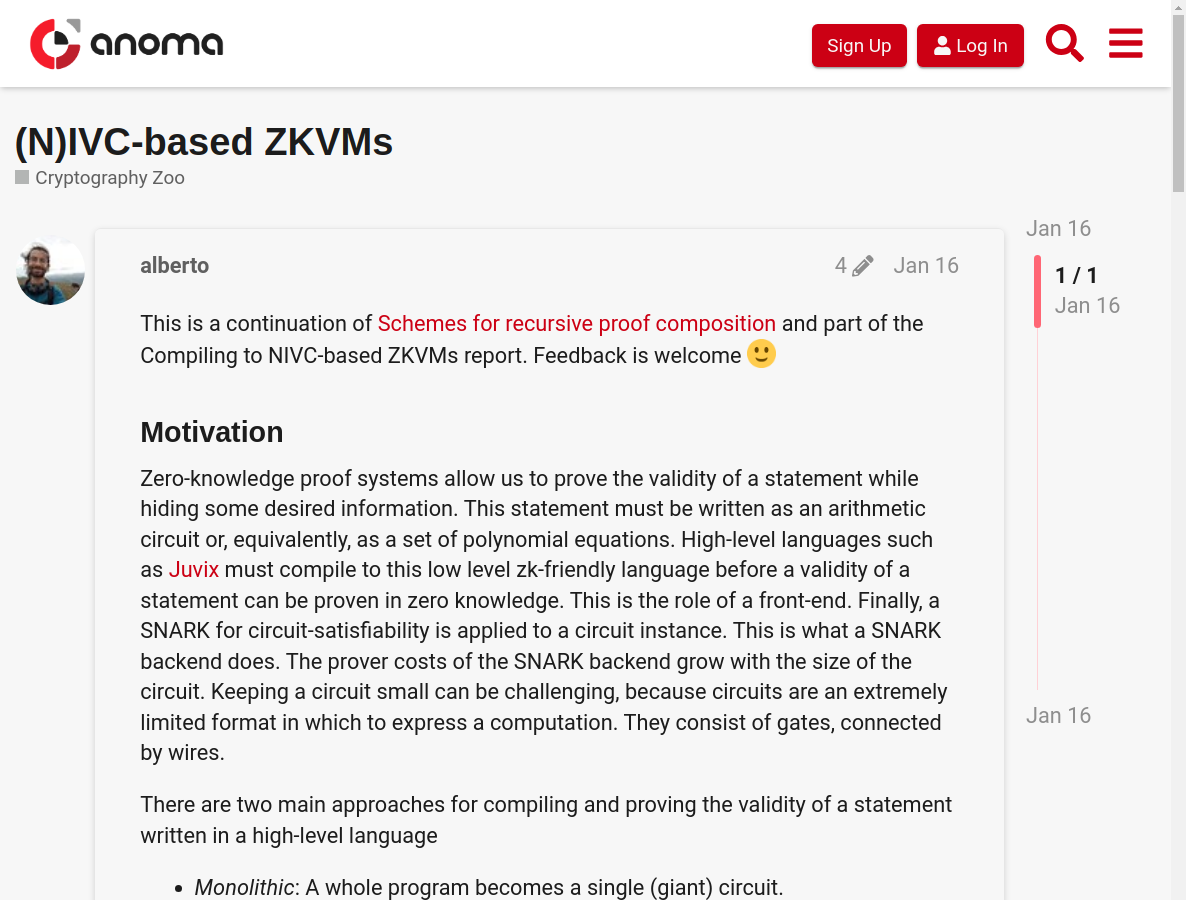 anoma
Sign Up
Log In
(N)IVC-based ZKVMs
Cryptography Zoo
alberto
4
Jan 16
This is a continuation of Schemes for recursive proof composition and part of the
Compiling to NIVC-based ZKVMs report. Feedback is welcome
Motivation
Zero-knowledge proof systems allow us to prove the validity of a statement while
hiding some desired information. This statement must be written as an arithmetic
circuit or, equivalently, as a set of polynomial equations. High-level languages such
as Juvix must compile to this low level zk-friendly language before a validity of a
statement can be proven in zero knowledge. This is the role of a front-end. Finally, a
SNARK for circuit-satisfiability is applied to a circuit instance. This is what a SNARK
backend does. The prover costs of the SNARK backend grow with the size of the
circuit. Keeping a circuit small can be challenging, because circuits are an extremely
limited format in which to express a computation. They consist of gates, connected
by wires.
There are two main approaches for compiling and proving the validity of a statement
written in a high-level language
• Monolithic: A whole program becomes a single (giant) circuit.
Jan 16
1 / 1
Jan 16
Jan 16